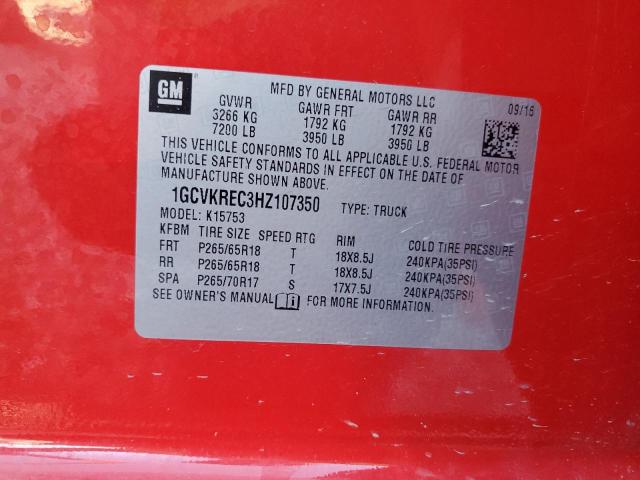 GM
MFD BY GENERAL MOTORS LLC
09/16
GVWR GAWR FRT GAWR RR
3266 KG 1792 KG 1792 KG
7200 LB 3950 LB 3950 LB
THIS VEHICLE CONFORMS TO ALL APPLICABLE U.S. FEDERAL MOTOR
VEHICLE SAFETY STANDARDS IN EFFECT ON THE DATE OF
MANUFACTURE SHOWN ABOVE.
1GCVKREC3HZ107350 TYPE: TRUCK
MODEL: K15753
KFBM TIRE SIZE SPEED RTG RIM COLD TIRE PRESSURE
FRT P265/65R18 T 18X8.5J 240KPA(35PSI)
RR P265/65R18 T 18X8.5J 240KPA(35PSI)
SPA P265/70R17 S 17X7.5J 240KPA(35PSI)
SEE OWNER'S MANUAL FOR MORE INFORMATION.